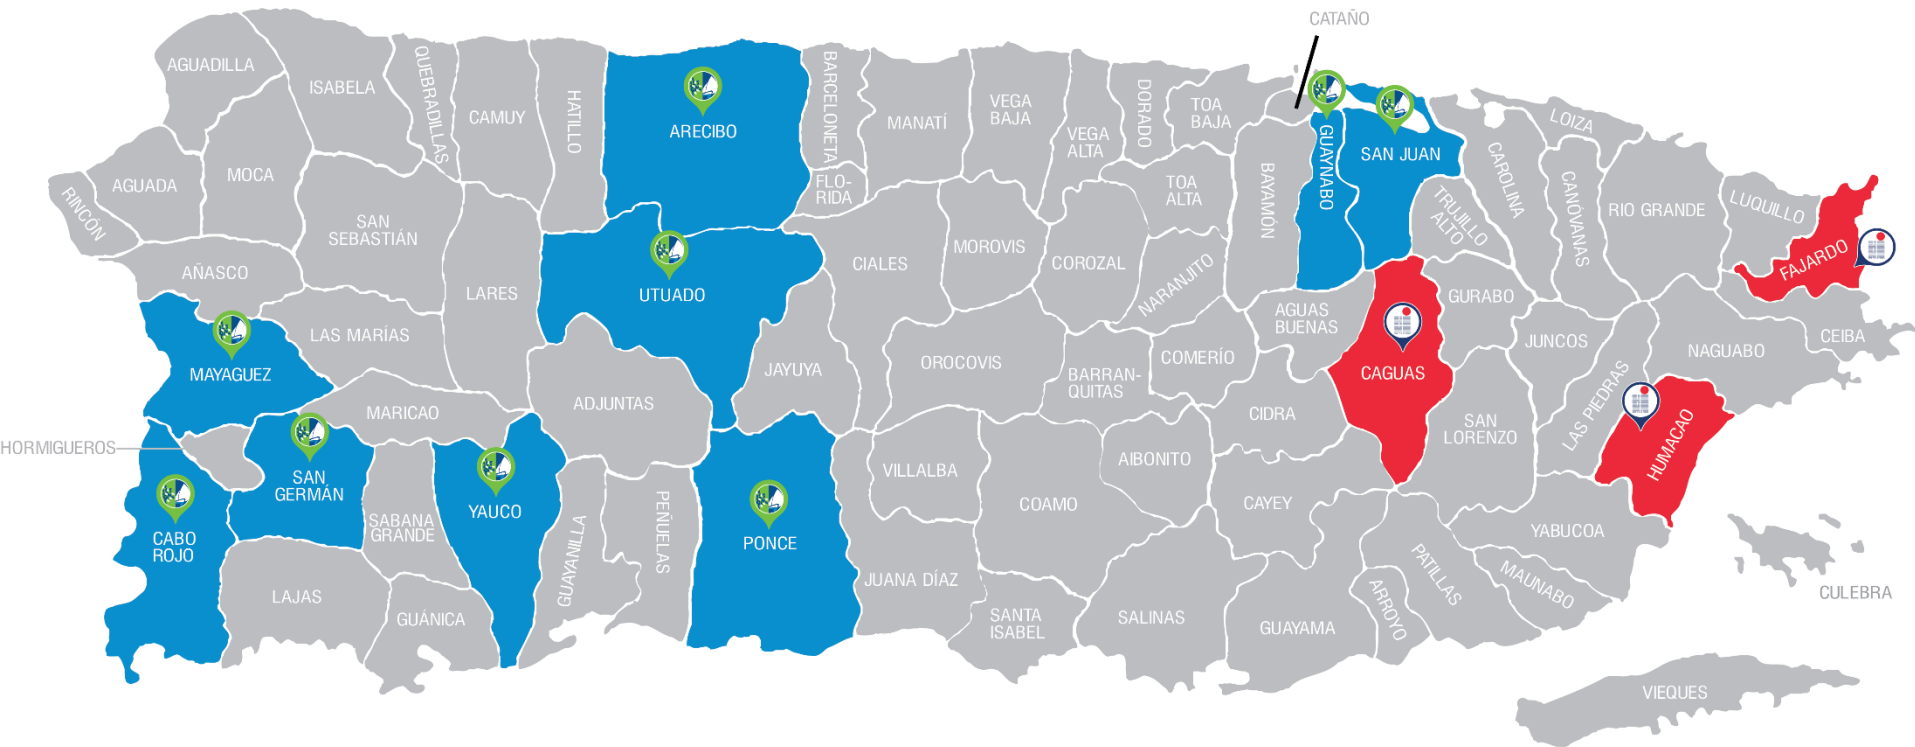 CATAÑO
AGUADILLA
ISABELA
QUEBRADILLAS
CAMUY
HATILLO
ARECIBO
BARCELONETA
MANATÍ
VEGA
BAJA
VEGA
ALTA
DORADO
TOA
BAJA
GUAYNABO
SAN JUAN
LOIZA
CAROLINA
CANÓVANAS
RIO GRANDE
LUQUILLO
FAJARDO
RINCÓN
AGUADA
MOCA
SAN
SEBASTIÁN
FLO-
RIDA
TOA
ALTA
BAYAMÓN
TRUJILLO
ALTO
AÑASCO
LARES
UTUADO
CIALES
MOROVIS
COROZAL
NARANJITO
AGUAS
BUENAS
GURABO
JUNCOS
CEIBA
NAGUABO
LAS MARÍAS
MAYAGUEZ
JAYUYA
OROCOVIS
BARRAN-
QUITAS
COMERÍO
CAGUAS
LAS PIEDRAS
HUMACAO
MARICAO
ADJUNTAS
CIDRA
SAN
LORENZO
HORMIGUEROS
SAN
GERMÁN
YAUCO
VILLALBA
AIBONITO
COAMO
CAYEY
CABO
ROJO
SABANA
GRANDE
GUAYANILLA
PEÑUELAS
PONCE
JUANA DÍAZ
YABUCOA
PATILLAS
MAUNABO
ARROYO
CULEBRA
LAJAS
GUÁNICA
SANTA
ISABEL
SALINAS
GUAYAMA
VIEQUES